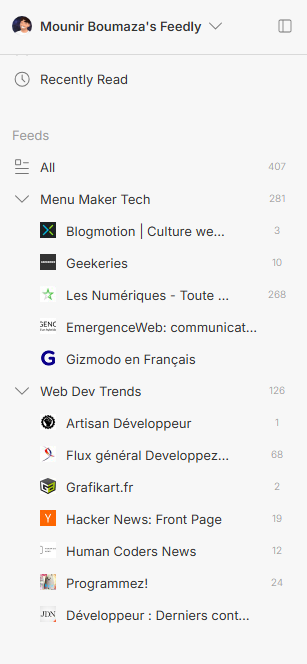 Mounir Boumaza's Feedly
Recently Read
Feeds
All 407
Menu Maker Tech 281
Blogmotion | Culture we... 3
Geekeries 10
Les Numériques - Toute ... 268
EmergenceWeb: communicat...
Gizmodo en Français
Web Dev Trends 126
Artisan Développeur 1
Flux général Developpez... 68
Grafikart.fr 2
Hacker News: Front Page 19
Human Coders News 12
Programmez! 24
JDN Développeur : Derniers cont...